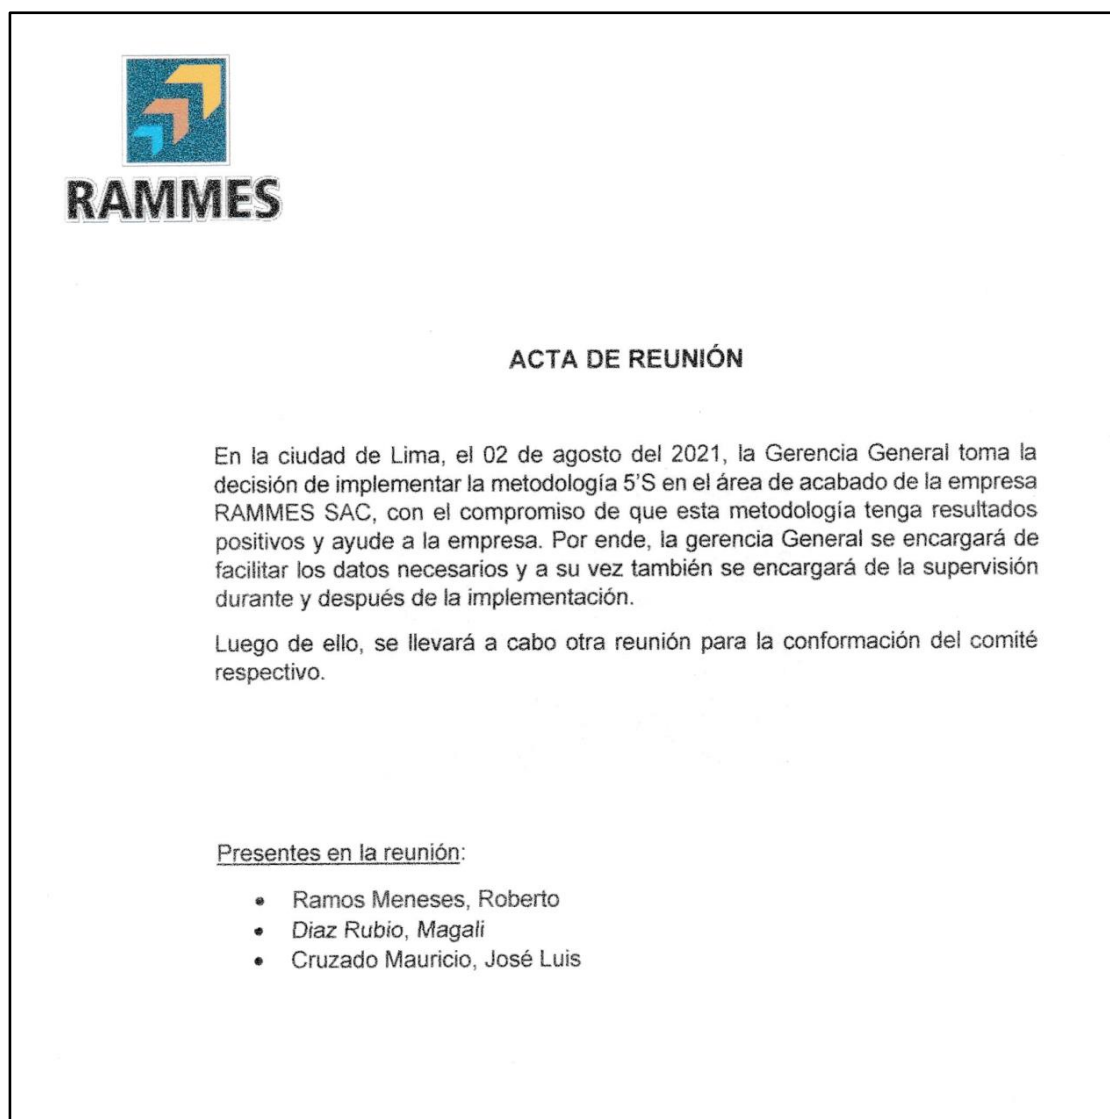 RAMMES
ACTA DE REUNIÓN
En la ciudad de Lima, el 02 de agosto del 2021, la Gerencia General toma la
decisión de implementar la metodología 5'S en el área de acabado de la empresa
RAMMES SAC, con el compromiso de que esta metodología tenga resultados
positivos y ayude a la empresa. Por ende, la gerencia General se encargará de
facilitar los datos necesarios y a su vez también se encargará de la supervisión
durante y después de la implementación.
Luego de ello, se llevará a cabo otra reunión para la conformación del comité
respectivo.
Presentes en la reunión:
• Ramos Meneses, Roberto
• Diaz Rubio, Magali
• Cruzado Mauricio, José Luis